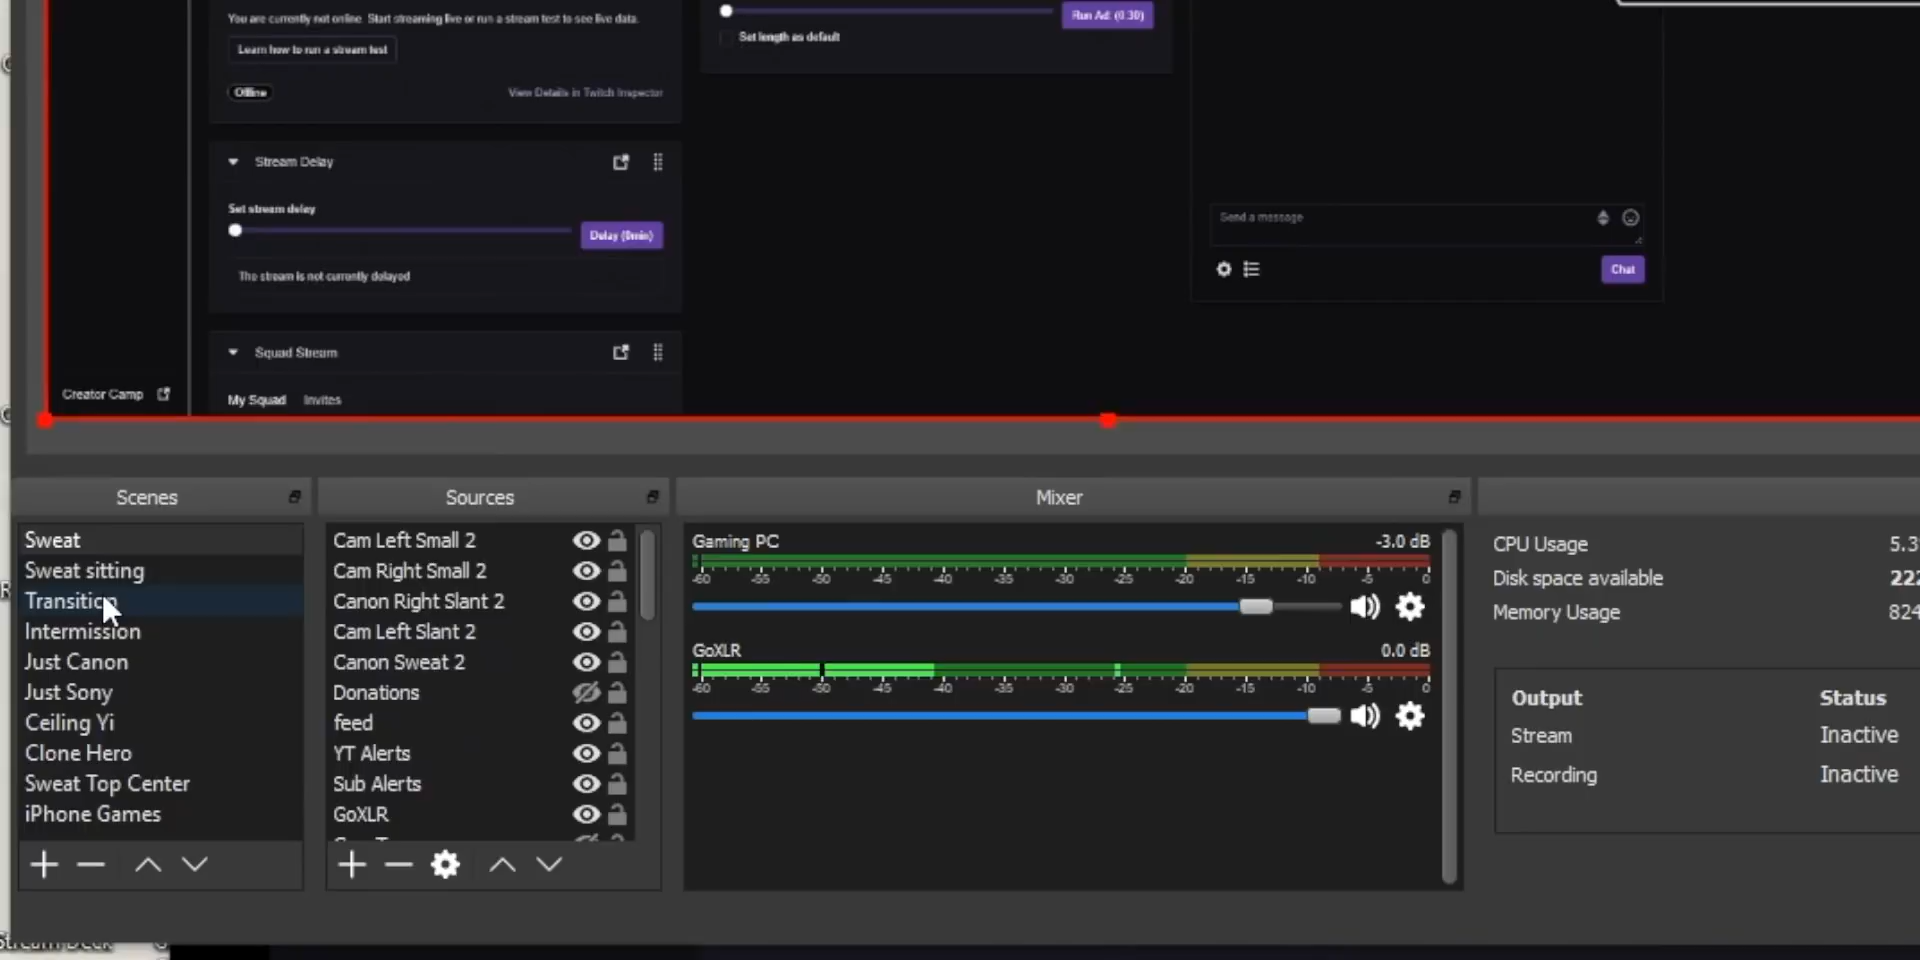 You are currently not online. Start streaming live or run a stream test to see live data.
Learn how to run a stream test
Offline
View Details in Twitch Inspector
Run Ad: (0:30)
Set length as default
Stream Delay
Set stream delay
Delay (0min)
The stream is not currently delayed
Squad Stream
My Squad Invites
Creator Camp
Send a message
Chat
Scenes
Sweat
Sweat sitting
Transition
Intermission
Just Canon
Just Sony
Ceiling Yi
Clone Hero
Sweat Top Center
iPhone Games
Sources
Cam Left Small 2
Cam Right Small 2
Canon Right Slant 2
Cam Left Slant 2
Canon Sweat 2
Donations
feed
YT Alerts
Sub Alerts
GoXLR
Mixer
Gaming PC -3.0 dB
-60 -55 -50 -45 -40 -35 -30 -25 -20 -15 -10 -5 0
GoXLR 0.0 dB
-60 -55 -50 -45 -40 -35 -30 -25 -20 -15 -10 -5 0
CPU Usage 5.3
Disk space available 222
Memory Usage 824
Output Status
Stream Inactive
Recording Inactive
Stream Deck